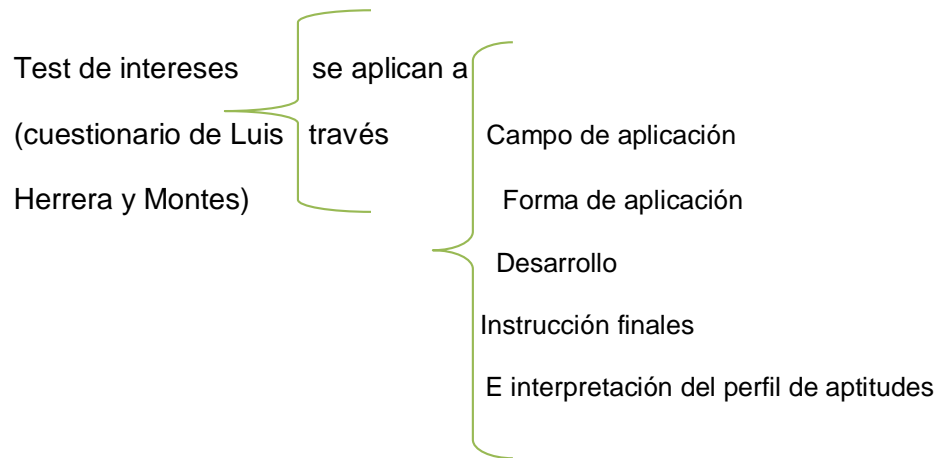 Test de intereses se aplican a
(cuestionario de Luis través
Herrera y Montes)
Campo de aplicación
Forma de aplicación
Desarrollo
Instrucción finales
E interpretación del perfil de aptitudes